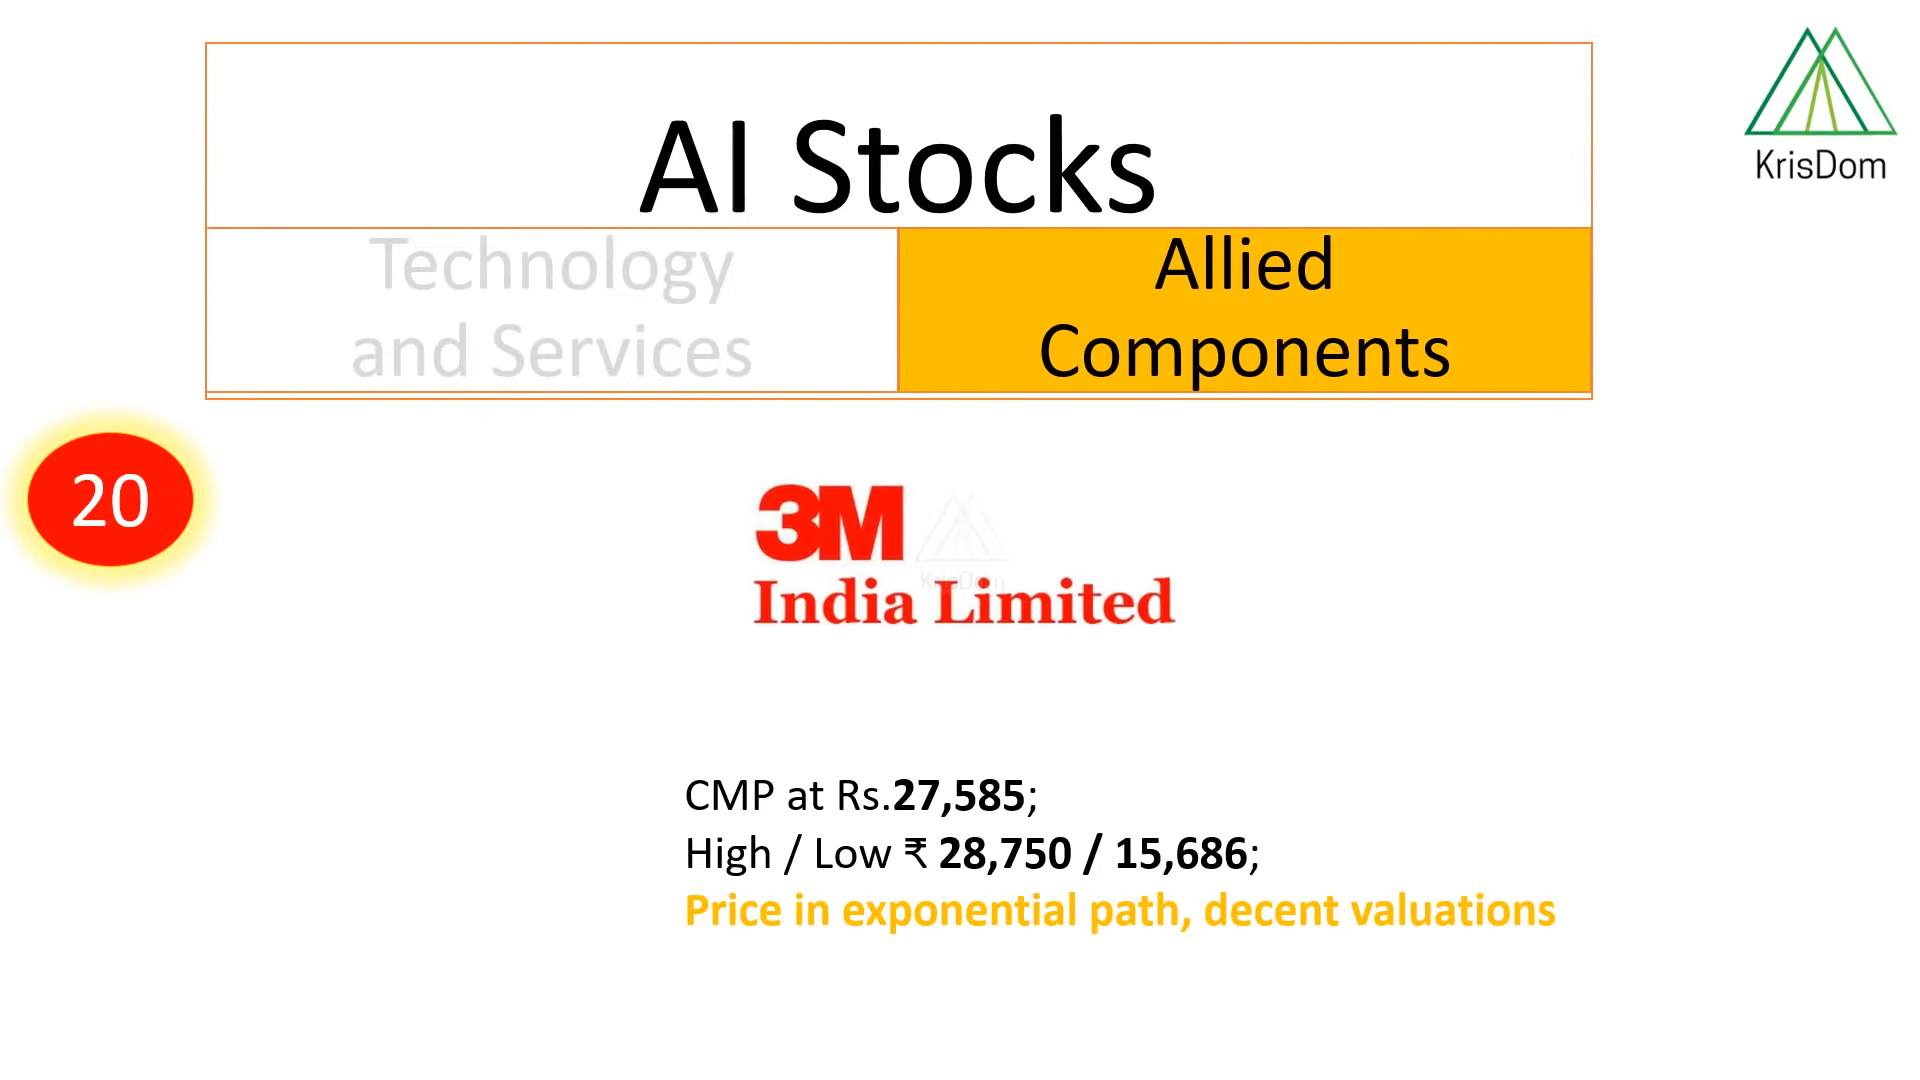 AI Stocks
KrisDom
Technology
and Services
Allied
Components
20
3M
KrisDom
India Limited
CMP at Rs.27,585;
High / Low ₹ 28,750 / 15,686;
Price in exponential path, decent valuations